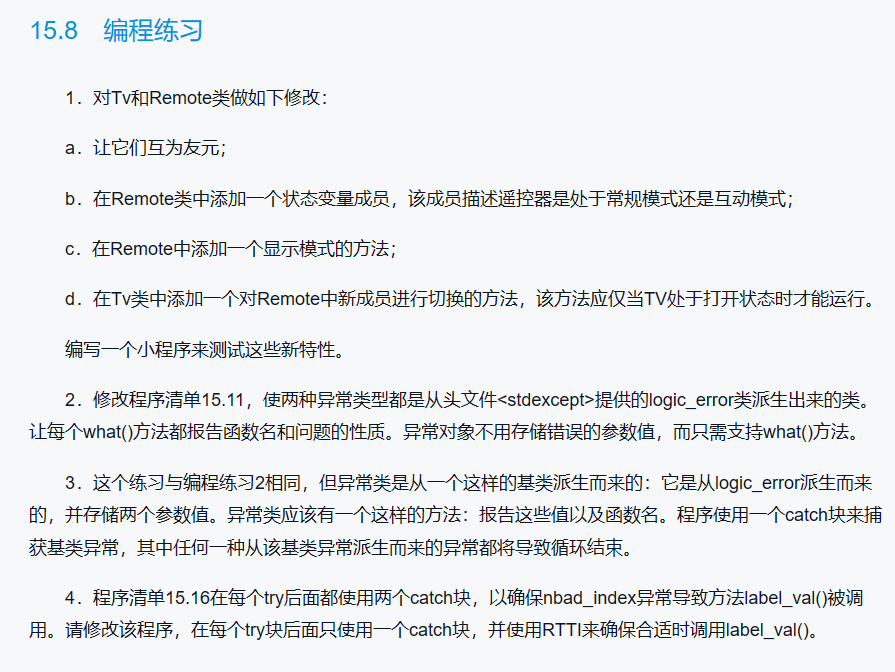 15.8 编程练习
1．对Tv和Remote类做如下修改：
a．让它们互为友元；
b．在Remote类中添加一个状态变量成员，该成员描述遥控器是处于常规模式还是互动模式；
c．在Remote中添加一个显示模式的方法；
d．在Tv类中添加一个对Remote中新成员进行切换的方法，该方法应仅当TV处于打开状态时才能运行。
编写一个小程序来测试这些新特性。
2．修改程序清单15.11，使两种异常类型都是从头文件<stdexcept>提供的logic_error类派生出来的类。
让每个what()方法都报告函数名和问题的性质。异常对象不用存储错误的参数值，而只需支持what()方法。
3．这个练习与编程练习2相同，但异常类是从一个这样的基类派生而来的：它是从logic_error派生而来
的，并存储两个参数值。异常类应该有一个这样的方法：报告这些值以及函数名。程序使用一个catch块来捕
获基类异常，其中任何一种从该基类异常派生而来的异常都将导致循环结束。
4．程序清单15.16在每个try后面都使用两个catch块，以确保nbad_index异常导致方法label_val()被调
用。请修改该程序，在每个try块后面只使用一个catch块，并使用RTTI来确保合适时调用label_val()。